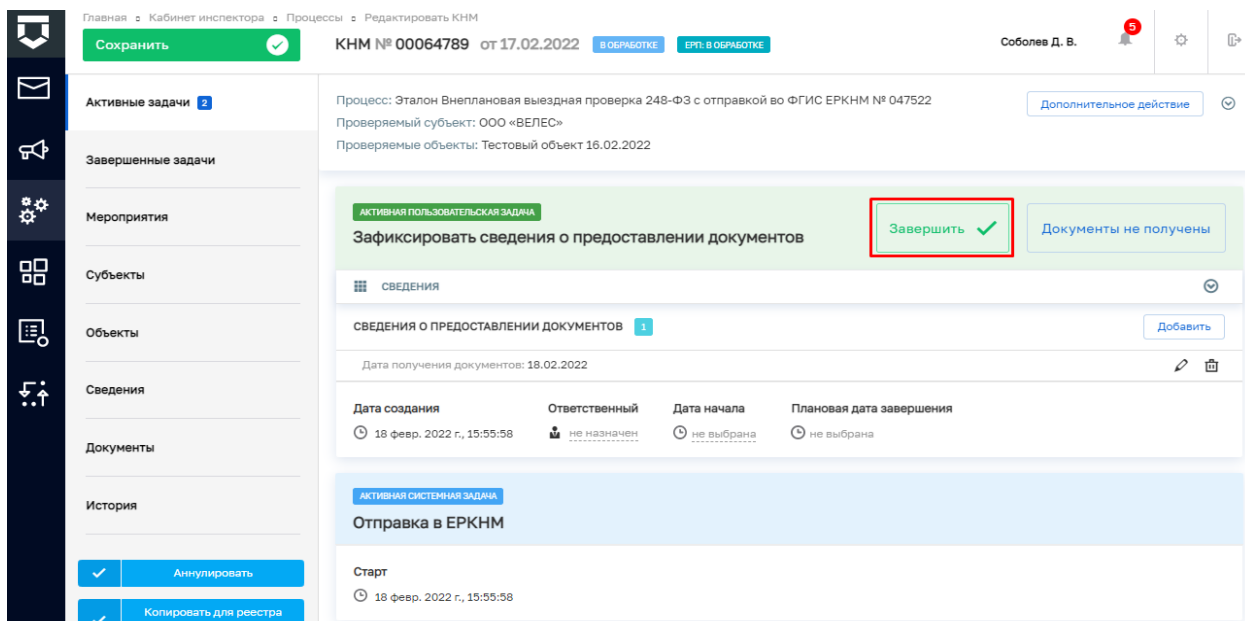 Главная Кабинет инспектора Процессы Редактировать КНМ
Сохранить
КНМ № 00064789 от 17.02.2022 В ОБРАБОТКЕ ЕРП: В ОБРАБОТКЕ
Соболев Д. В.
5
Активные задачи 2
Завершенные задачи
Мероприятия
Субъекты
Объекты
Сведения
Документы
История
Аннулировать
Копировать для реестра
Процесс: Эталон Внеплановая выездная проверка 248-ФЗ с отправкой во ФГИС ЕРКНМ № 047522
Дополнительное действие
Проверяемый субъект: ООО «ВЕЛЕС»
Проверяемые объекты: Тестовый объект 16.02.2022
АКТИВНАЯ ПОЛЬЗОВАТЕЛЬСКАЯ ЗАДАЧА
Зафиксировать сведения о предоставлении документов
Завершить
Документы не получены
СВЕДЕНИЯ
СВЕДЕНИЯ О ПРЕДОСТАВЛЕНИИ ДОКУМЕНТОВ 1
Добавить
Дата получения документов: 18.02.2022
Дата создания Ответственный Дата начала Плановая дата завершения
18 февр. 2022 г., 15:55:58 не назначен не выбрана не выбрана
АКТИВНАЯ СИСТЕМНАЯ ЗАДАЧА
Отправка в ЕРКНМ
Старт
18 февр. 2022 г., 15:55:58